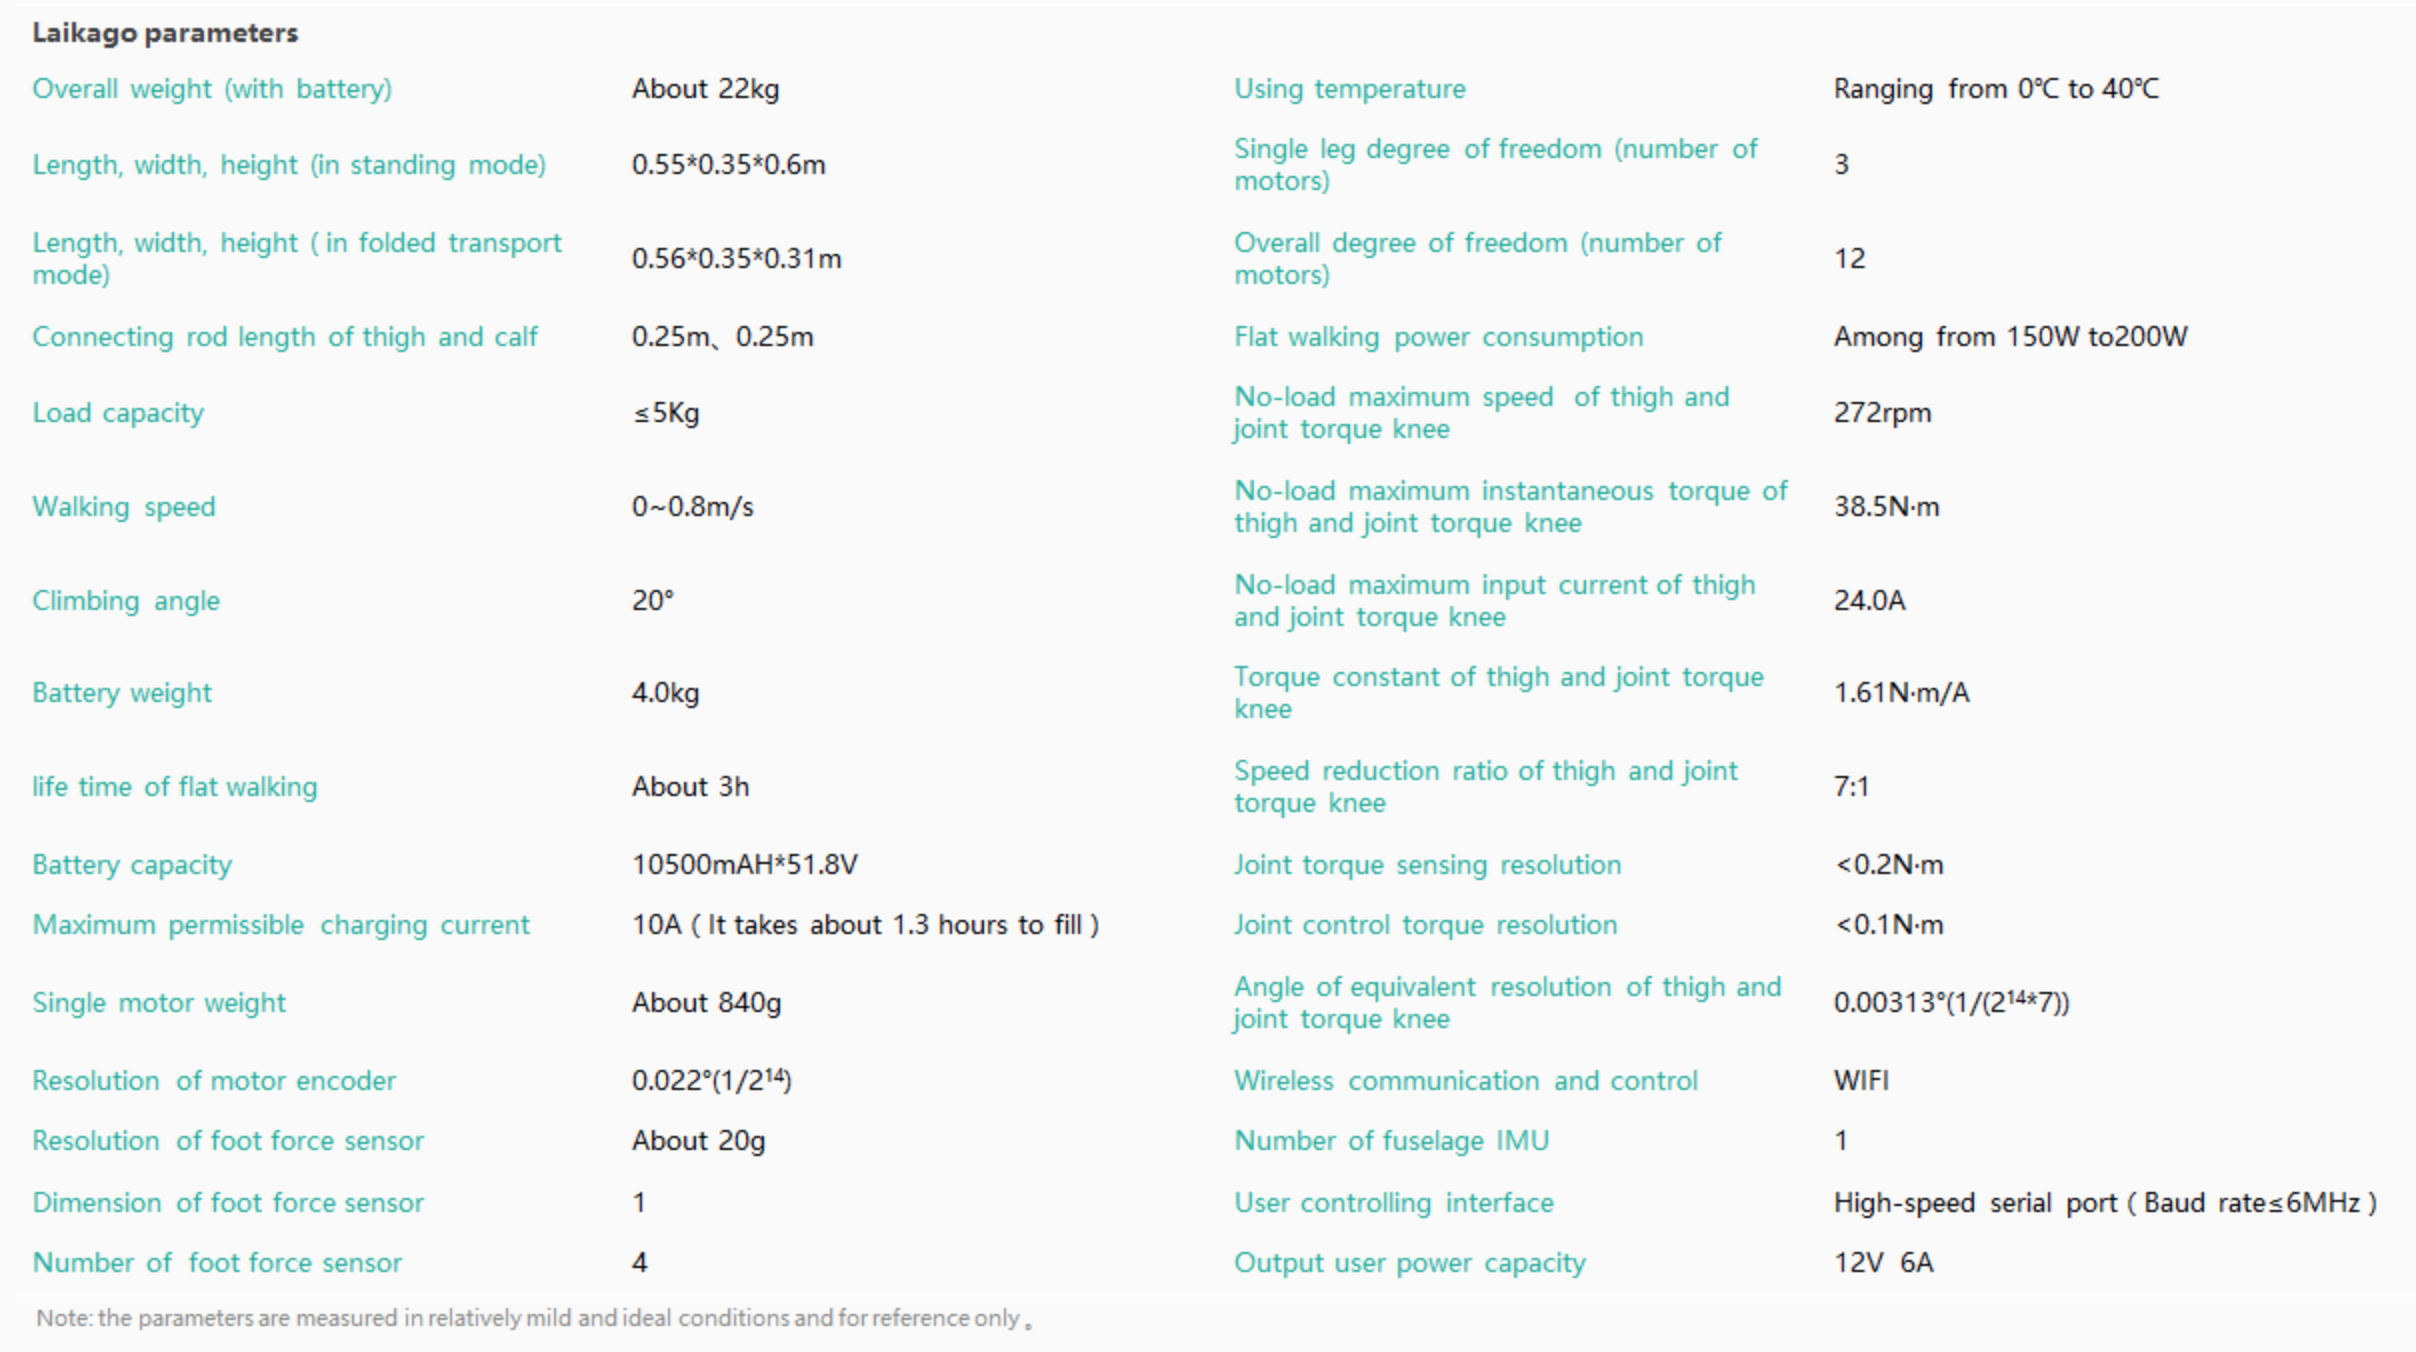 Laikago parameters
Overall weight (with battery) About 22kg Using temperature Ranging from 0℃ to 40℃
Length, width, height (in standing mode) 0.55*0.35*0.6m Single leg degree of freedom (number of
motors) 3
Length, width, height ( in folded transport
mode) 0.56*0.35*0.31m Overall degree of freedom (number of
motors) 12
Connecting rod length of thigh and calf 0.25m、0.25m Flat walking power consumption Among from 150W to200W
Load capacity ≤5Kg No-load maximum speed of thigh and
joint torque knee 272rpm
Walking speed 0~0.8m/s No-load maximum instantaneous torque of
thigh and joint torque knee 38.5N·m
Climbing angle 20° No-load maximum input current of thigh
and joint torque knee 24.0A
Battery weight 4.0kg Torque constant of thigh and joint torque
knee 1.61N·m/A
life time of flat walking About 3h Speed reduction ratio of thigh and joint
torque knee 7:1
Battery capacity 10500mAH*51.8V Joint torque sensing resolution <0.2N·m
Maximum permissible charging current 10A ( It takes about 1.3 hours to fill ) Joint control torque resolution <0.1N·m
Single motor weight About 840g Angle of equivalent resolution of thigh and
joint torque knee 0.00313°(1/(2¹⁴*7))
Resolution of motor encoder 0.022°(1/2¹⁴) Wireless communication and control WIFI
Resolution of foot force sensor About 20g Number of fuselage IMU 1
Dimension of foot force sensor 1 User controlling interface High-speed serial port ( Baud rate≤6MHz )
Number of foot force sensor 4 Output user power capacity 12V 6A
Note: the parameters are measured in relatively mild and ideal conditions and for reference only 。